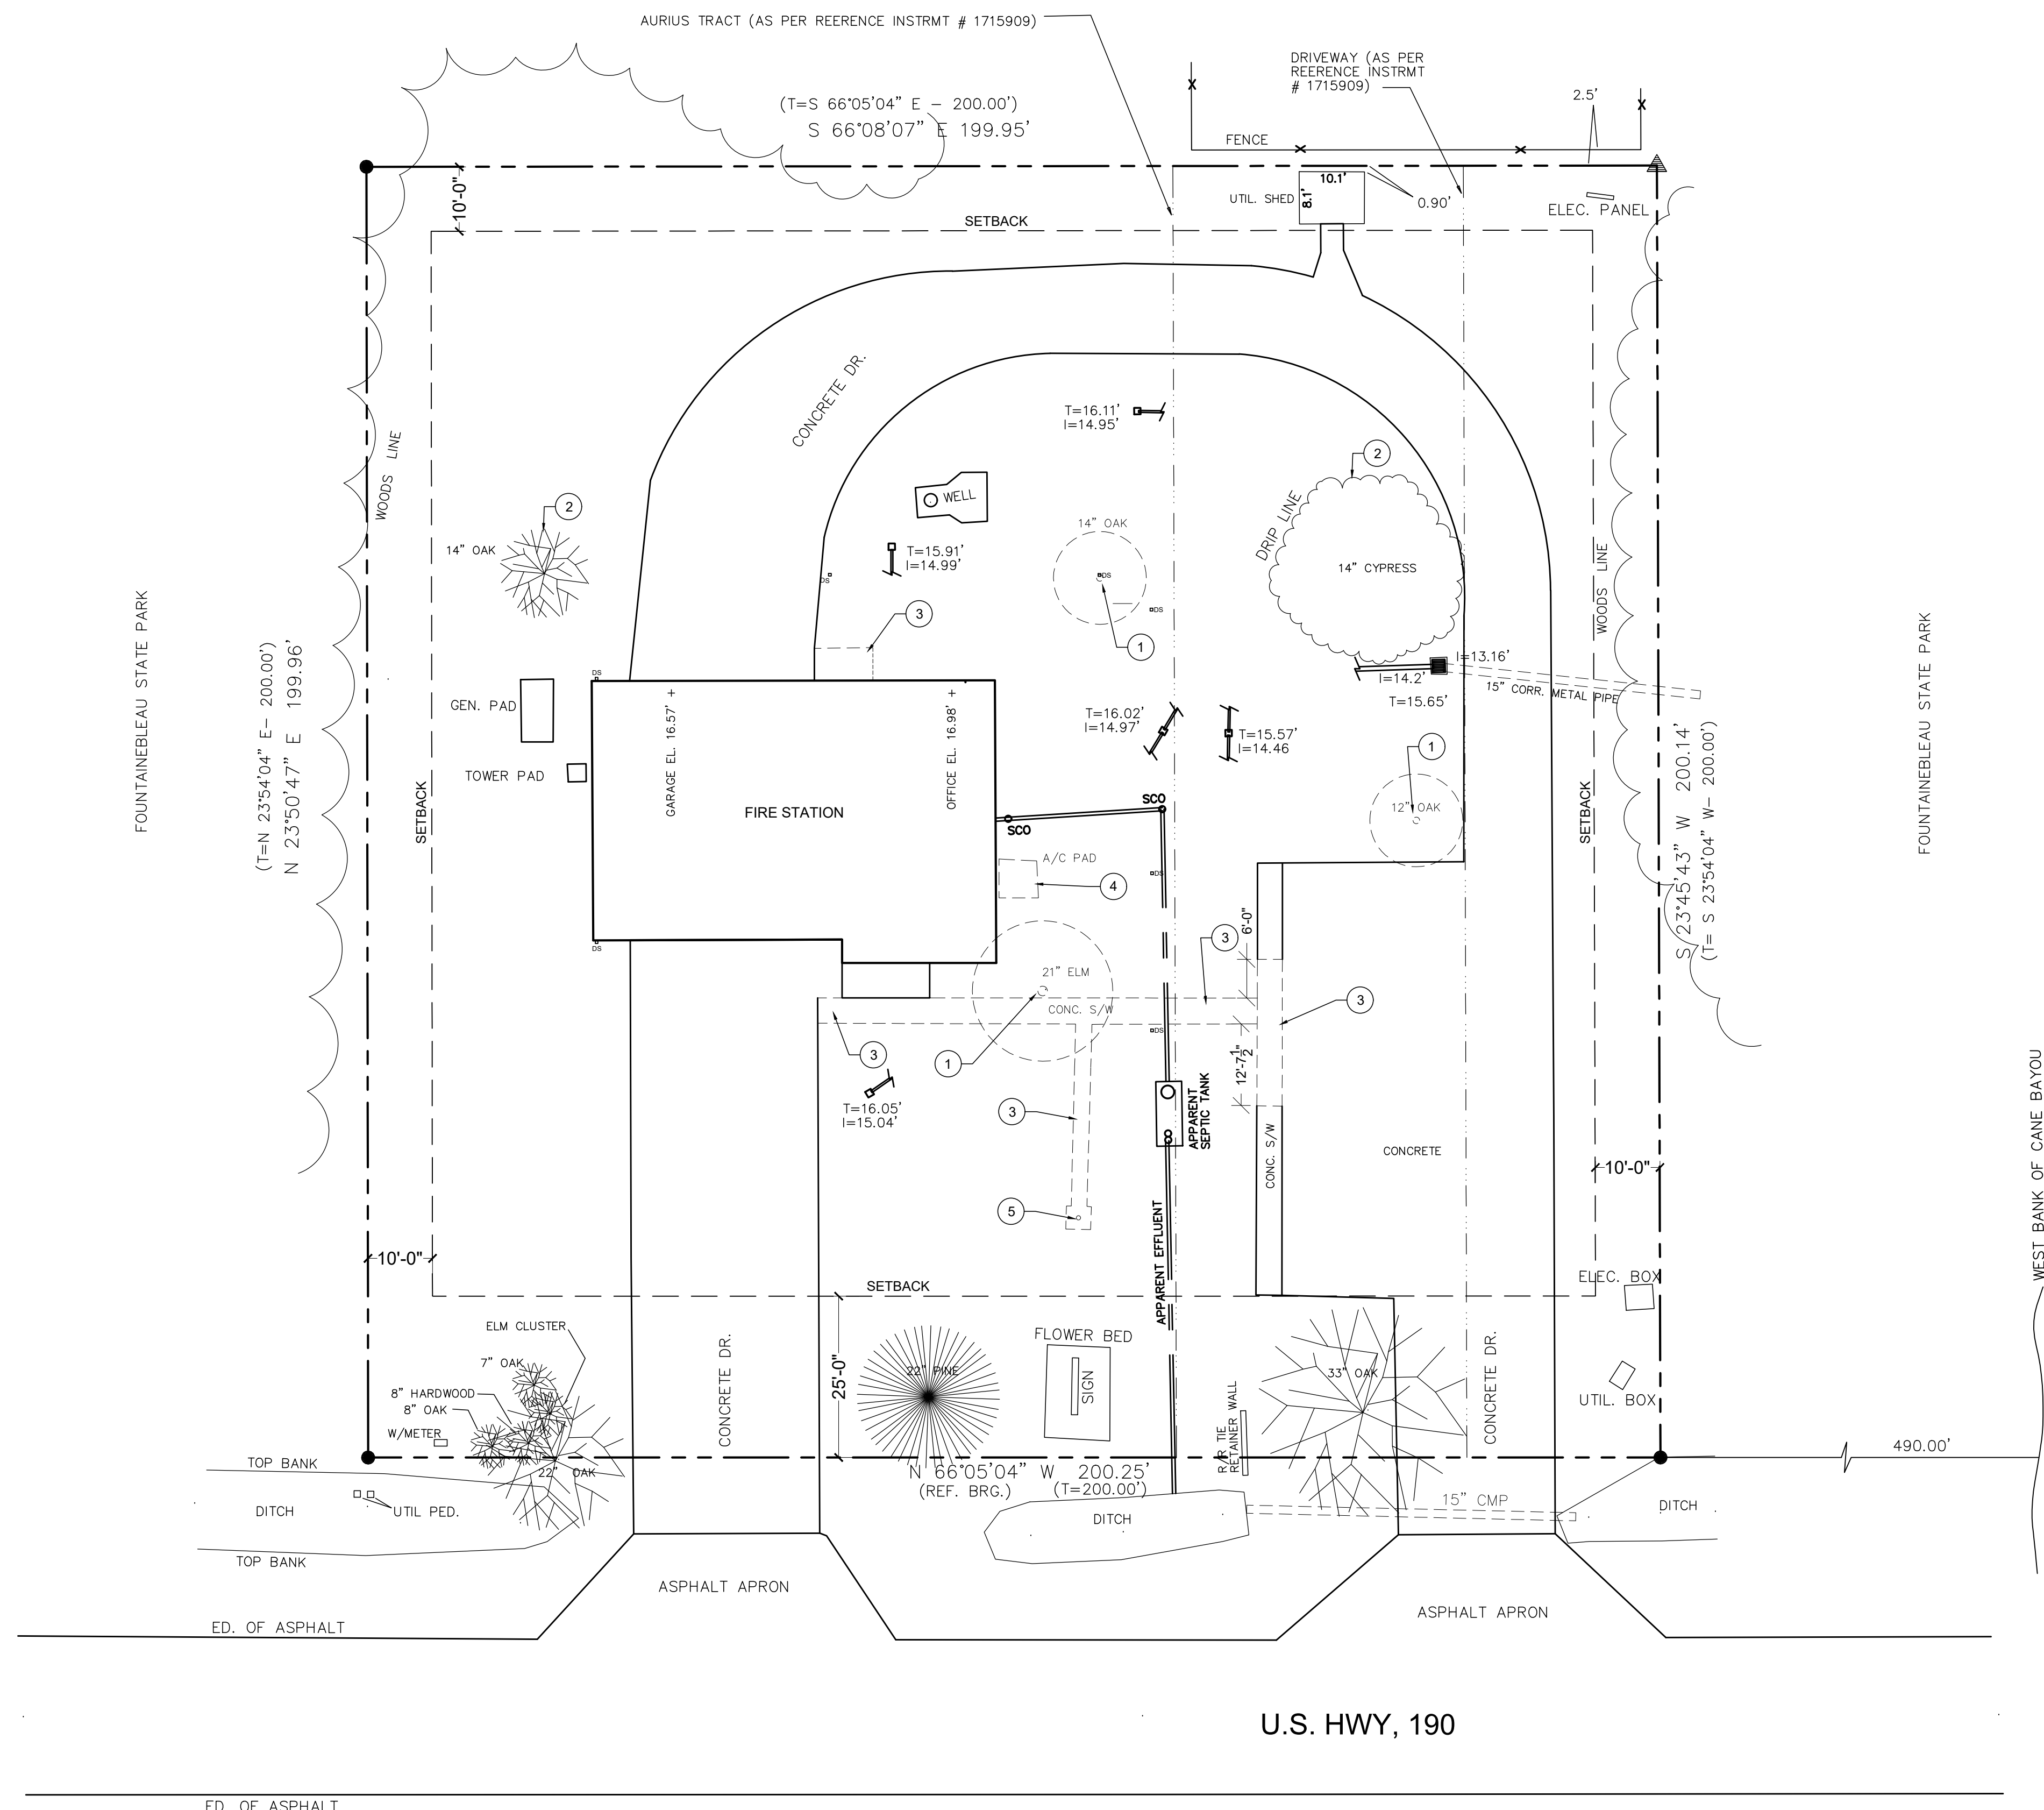 AURIUS TRACT (AS PER REERENCE INSTRMT # 1715909)
DRIVEWAY (AS PER
REERENCE INSTRMT
# 1715909)
2.5'
(T=S 66°05'04" E – 200.00')
S 66°08'07" E 199.95'
FENCE
10'-0"
10.1'
8.1'
UTIL. SHED
0.90'
ELEC. PANEL
SETBACK
CONCRETE DR.
T=16.11'
I=14.95'
WOODS LINE
2
2
DRIP LINE
WELL
14" OAK
14" OAK
T=15.91'
I=14.99'
DS
DS
DS
14" CYPRESS
WOODS LINE
3
1
FOUNTAINEBLEAU STATE PARK
(T=N 23°54'04" E– 200.00')
N 23°50'47" E 199.96'
FOUNTAINEBLEAU STATE PARK
I=13.16'
I=14.2'
15" CORR. METAL PIPE
T=15.65'
DS
GEN. PAD
TOWER PAD
GARAGE EL. 16.57' +
OFFICE EL. 16.98' +
FIRE STATION
T=16.02'
I=14.97'
T=15.57'
I=14.46
1
12" OAK
SCO
SCO
SETBACK
SETBACK
S 23°45'43" W 200.14'
(T= S 23°54'04" W– 200.00')
A/C PAD
4
DS
DS
6'-0"
3
21" ELM
CONC. S/W
3
DS
3
1
12'-7 1/2"
T=16.05'
I=15.04'
3
APPARENT
SEPTIC TANK
CONC. S/W
CONCRETE
10'-0"
WEST BANK OF CANE BAYOU
5
APPARENT EFFLUENT
10'-0"
SETBACK
ELEC. BOX
ELM CLUSTER
7" OAK
8" HARDWOOD
8" OAK
W/METER
22" OAK
CONCRETE DR.
25'-0"
22" PINE
FLOWER BED
SIGN
R/R TIE
RETAINER WALL
33" OAK
CONCRETE DR.
UTIL. BOX
490.00'
TOP BANK
N 66°05'04" W 200.25'
(REF. BRG.) (T=200.00')
DITCH
UTIL PED.
DITCH
15" CMP
DITCH
TOP BANK
ASPHALT APRON
ASPHALT APRON
ED. OF ASPHALT
U.S. HWY, 190
ED. OF ASPHALT